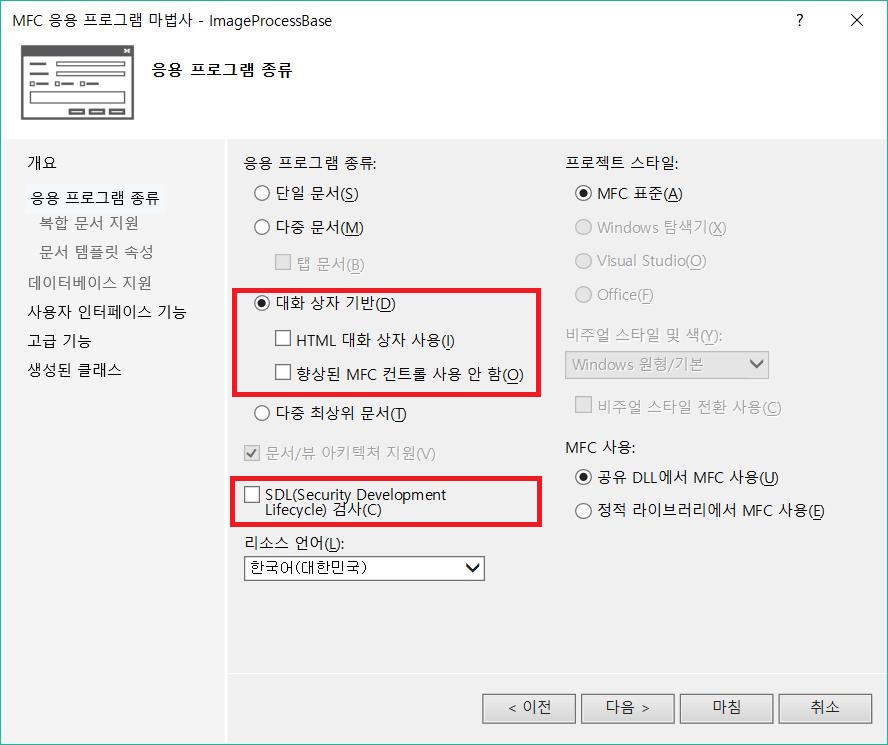 MFC 응용 프로그램 마법사 - ImageProcessBase
?
응용 프로그램 종류
개요
응용 프로그램 종류
복합 문서 지원
문서 템플릿 속성
데이터베이스 지원
사용자 인터페이스 기능
고급 기능
생성된 클래스
응용 프로그램 종류:
단일 문서(S)
다중 문서(M)
탭 문서(B)
대화 상자 기반(D)
HTML 대화 상자 사용(I)
향상된 MFC 컨트롤 사용 안 함(O)
다중 최상위 문서(T)
문서/뷰 아키텍처 지원(V)
SDL(Security Development
Lifecycle) 검사(C)
리소스 언어(L):
한국어(대한민국)
프로젝트 스타일:
MFC 표준(A)
Windows 탐색기(X)
Visual Studio(O)
Office(F)
비주얼 스타일 및 색(Y):
Windows 원형/기본
비주얼 스타일 전환 사용(C)
MFC 사용:
공유 DLL에서 MFC 사용(U)
정적 라이브러리에서 MFC 사용(E)
< 이전
다음 >
마침
취소